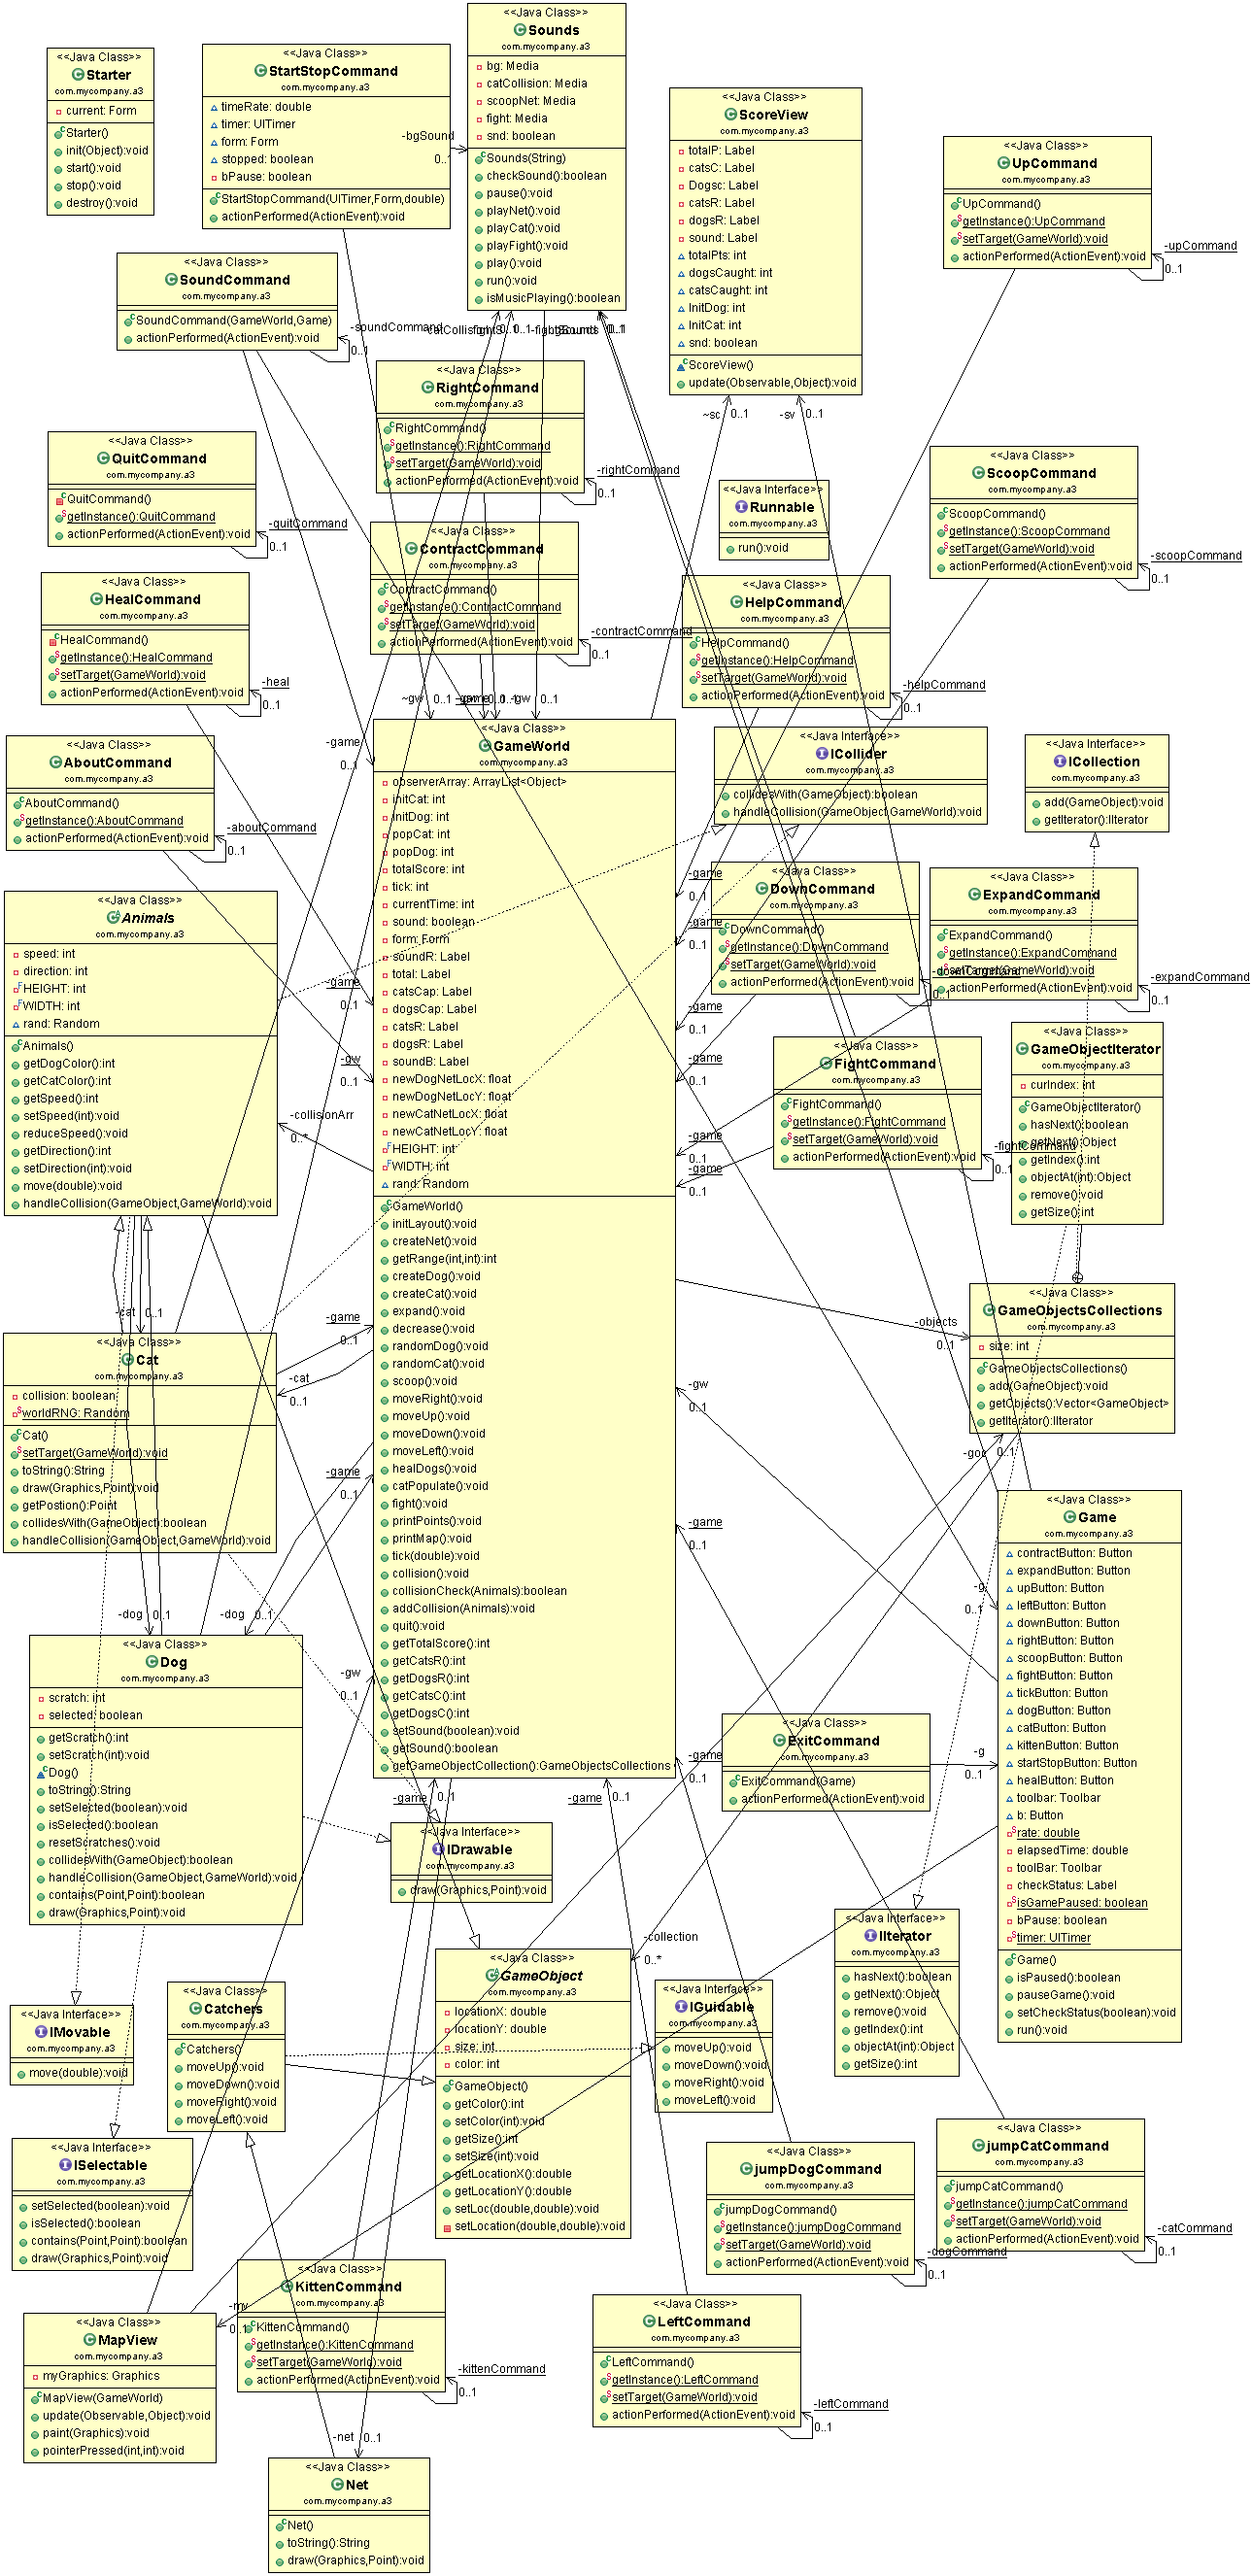 <<Java Class>>
Starter
com.mycompany.a3
current: Form
Starter()
init(Object):void
start():void
stop():void
destroy():void
<<Java Class>>
StartStopCommand
com.mycompany.a3
timeRate: double
timer: UITimer
form: Form
stopped: boolean
bPause: boolean
StartStopCommand(UITimer,Form,double)
actionPerformed(ActionEvent):void
-bgSound
<<Java Class>>
Sounds
com.mycompany.a3
bg: Media
catCollision: Media
scoopNet: Media
fight: Media
snd: boolean
Sounds(String)
checkSound():boolean
pause():void
playNet():void
playCat():void
playFight():void
play():void
run():void
isMusicPlaying():boolean
<<Java Class>>
ScoreView
com.mycompany.a3
totalP: Label
catsC: Label
Dogsc: Label
catsR: Label
dogsR: Label
sound: Label
totalPts: int
dogsCaught: int
catsCaught: int
InitDog: int
InitCat: int
snd: boolean
ScoreView()
update(Observable,Object):void
~sc 0..1
-sv 0..1
<<Java Class>>
UpCommand
com.mycompany.a3
UpCommand()
getInstance():UpCommand
setTarget(GameWorld):void
actionPerformed(ActionEvent):void
-upCommand
0..1
<<Java Class>>
SoundCommand
com.mycompany.a3
SoundCommand(GameWorld,Game)
actionPerformed(ActionEvent):void
-soundCommand
0..1
<<Java Class>>
RightCommand
com.mycompany.a3
RightCommand()
getInstance():RightCommand
setTarget(GameWorld):void
actionPerformed(ActionEvent):void
-rightCommand
0..1
<<Java Class>>
QuitCommand
com.mycompany.a3
QuitCommand()
getInstance():QuitCommand
actionPerformed(ActionEvent):void
-quitCommand
0..1
<<Java Class>>
ContractCommand
com.mycompany.a3
ContractCommand()
getInstance():ContractCommand
setTarget(GameWorld):void
actionPerformed(ActionEvent):void
-contractCommand
0..1
<<Java Interface>>
Runnable
com.mycompany.a3
run():void
<<Java Class>>
ScoopCommand
com.mycompany.a3
ScoopCommand()
getInstance():ScoopCommand
setTarget(GameWorld):void
actionPerformed(ActionEvent):void
-scoopCommand
0..1
<<Java Class>>
HealCommand
com.mycompany.a3
HealCommand()
getInstance():HealCommand
setTarget(GameWorld):void
actionPerformed(ActionEvent):void
-heal
0..1
<<Java Class>>
HelpCommand
com.mycompany.a3
HelpCommand()
getInstance():HelpCommand
setTarget(GameWorld):void
actionPerformed(ActionEvent):void
-helpCommand
0..1
<<Java Class>>
AboutCommand
com.mycompany.a3
AboutCommand()
getInstance():AboutCommand
actionPerformed(ActionEvent):void
-aboutCommand
0..1
<<Java Class>>
GameWorld
com.mycompany.a3
observerArray: ArrayList<Object>
initCat: int
initDog: int
popCat: int
popDog: int
totalScore: int
tick: int
currentTime: int
sound: boolean
form: Form
soundR: Label
total: Label
catsCap: Label
dogsCap: Label
catsR: Label
dogsR: Label
soundB: Label
newDogNetLocX: float
newDogNetLocY: float
newCatNetLocX: float
newCatNetLocY: float
HEIGHT: int
WIDTH: int
rand: Random
GameWorld()
initLayout():void
createNet():void
getRange(int,int):int
createDog():void
createCat():void
expand():void
decrease():void
randomDog():void
randomCat():void
scoop():void
moveRight():void
moveUp():void
moveDown():void
moveLeft():void
healDogs():void
catPopulate():void
fight():void
printPoints():void
printMap():void
tick(double):void
collision():void
collisionCheck(Animals):boolean
addCollision(Animals):void
quit():void
getTotalScore():int
getCatsR():int
getDogsR():int
getCatsC():int
getDogsC():int
setSound(boolean):void
getSound():boolean
getGameObjectCollection():GameObjectsCollections
<<Java Interface>>
ICollider
com.mycompany.a3
collidesWith(GameObject):boolean
handleCollision(GameObject,GameWorld):void
<<Java Interface>>
ICollection
com.mycompany.a3
add(GameObject):void
getIterator():IIterator
<<Java Class>>
DownCommand
com.mycompany.a3
DownCommand()
getInstance():DownCommand
setTarget(GameWorld):void
actionPerformed(ActionEvent):void
<<Java Class>>
ExpandCommand
com.mycompany.a3
ExpandCommand()
getInstance():ExpandCommand
setTarget(GameWorld):void
actionPerformed(ActionEvent):void
-expandCommand
0..1
<<Java Class>>
Animals
com.mycompany.a3
speed: int
direction: int
HEIGHT: int
WIDTH: int
rand: Random
Animals()
getDogColor():int
getCatColor():int
getSpeed():int
setSpeed(int):void
reduceSpeed():void
getDirection():int
setDirection(int):void
move(double):void
handleCollision(GameObject,GameWorld):void
-collisionArr
0..*
<<Java Class>>
FightCommand
com.mycompany.a3
FightCommand()
getInstance():FightCommand
setTarget(GameWorld):void
actionPerformed(ActionEvent):void
-fightCommand
0..1
<<Java Class>>
GameObjectIterator
com.mycompany.a3
curIndex: int
GameObjectIterator()
hasNext():boolean
getNext():Object
getIndex():int
objectAt(int):Object
remove():void
getSize():int
<<Java Class>>
GameObjectsCollections
com.mycompany.a3
size: int
GameObjectsCollections()
add(GameObject):void
getObjects():Vector<GameObject>
getIterator():IIterator
-objects
0..1
<<Java Class>>
Cat
com.mycompany.a3
collision: boolean
worldRNG: Random
Cat()
setTarget(GameWorld):void
toString():String
draw(Graphics,Point):void
getPostion():Point
collidesWith(GameObject):boolean
handleCollision(GameObject,GameWorld):void
-cat 0..1
-game
0..1
-cat
0..1
<<Java Class>>
Game
com.mycompany.a3
contractButton: Button
expandButton: Button
upButton: Button
leftButton: Button
downButton: Button
rightButton: Button
scoopButton: Button
fightButton: Button
tickButton: Button
dogButton: Button
catButton: Button
kittenButton: Button
startStopButton: Button
healButton: Button
toolbar: Toolbar
b: Button
rate: double
elapsedTime: double
toolBar: Toolbar
checkStatus: Label
isGamePaused: boolean
bPause: boolean
timer: UITimer
Game()
isPaused():boolean
pauseGame():void
setCheckStatus(boolean):void
run():void
-gw
0..1
-g
0..1
<<Java Class>>
Dog
com.mycompany.a3
scratch: int
selected: boolean
getScratch():int
setScratch(int):void
Dog()
toString():String
setSelected(boolean):void
isSelected():boolean
resetScratches():void
collidesWith(GameObject):boolean
handleCollision(GameObject,GameWorld):void
contains(Point,Point):boolean
draw(Graphics,Point):void
-dog 0..1
-dog 0..1
<<Java Class>>
ExitCommand
com.mycompany.a3
ExitCommand(Game)
actionPerformed(ActionEvent):void
-g
0..1
<<Java Interface>>
IDrawable
com.mycompany.a3
draw(Graphics,Point):void
<<Java Interface>>
IIterator
com.mycompany.a3
hasNext():boolean
getNext():Object
remove():void
getIndex():int
objectAt(int):Object
getSize():int
<<Java Class>>
GameObject
com.mycompany.a3
locationX: double
locationY: double
size: int
color: int
GameObject()
getColor():int
setColor(int):void
getSize():int
setSize(int):void
getLocationX():double
getLocationY():double
setLoc(double,double):void
setLocation(double,double):void
-collection
0..*
<<Java Interface>>
IGuidable
com.mycompany.a3
moveUp():void
moveDown():void
moveRight():void
moveLeft():void
<<Java Class>>
Catchers
com.mycompany.a3
Catchers()
moveUp():void
moveDown():void
moveRight():void
moveLeft():void
<<Java Interface>>
IMovable
com.mycompany.a3
move(double):void
<<Java Interface>>
ISelectable
com.mycompany.a3
setSelected(boolean):void
isSelected():boolean
contains(Point,Point):boolean
draw(Graphics,Point):void
<<Java Class>>
jumpDogCommand
com.mycompany.a3
jumpDogCommand()
getInstance():jumpDogCommand
setTarget(GameWorld):void
actionPerformed(ActionEvent):void
-dogCommand
0..1
<<Java Class>>
jumpCatCommand
com.mycompany.a3
jumpCatCommand()
getInstance():jumpCatCommand
setTarget(GameWorld):void
actionPerformed(ActionEvent):void
-catCommand
0..1
<<Java Class>>
KittenCommand
com.mycompany.a3
KittenCommand()
getInstance():KittenCommand
setTarget(GameWorld):void
actionPerformed(ActionEvent):void
-kittenCommand
0..1
<<Java Class>>
LeftCommand
com.mycompany.a3
LeftCommand()
getInstance():LeftCommand
setTarget(GameWorld):void
actionPerformed(ActionEvent):void
-leftCommand
0..1
<<Java Class>>
MapView
com.mycompany.a3
myGraphics: Graphics
MapView(GameWorld)
update(Observable,Object):void
paint(Graphics):void
pointerPressed(int,int):void
-mv
<<Java Class>>
Net
com.mycompany.a3
Net()
toString():String
draw(Graphics,Point):void
-net 0..1